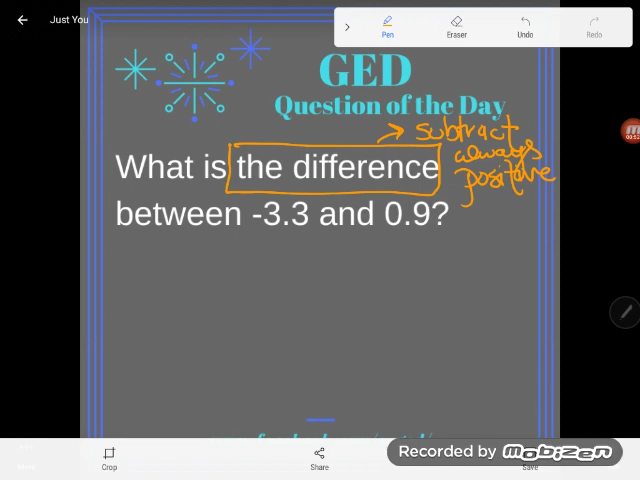 Just You
Pen
Eraser
Undo
Redo
GED
Question of the Day
subtract
always
positive
What is the difference
between -3.3 and 0.9?
Crop
Share
Save
Recorded by MOBIZEN